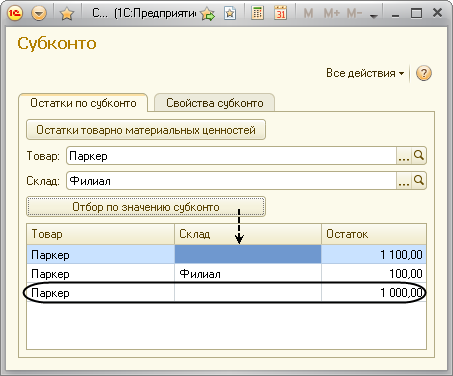 С... (1С:Предприятие
M M+ M-
Субконто
Все действия
Остатки по субконто Свойства субконто
Остатки товарно материальных ценностей
Товар: Паркер ...
Склад: Филиал ...
Отбор по значению субконто
Товар Склад Остаток
Паркер 1 100,00
Паркер Филиал 100,00
Паркер 1 000,00